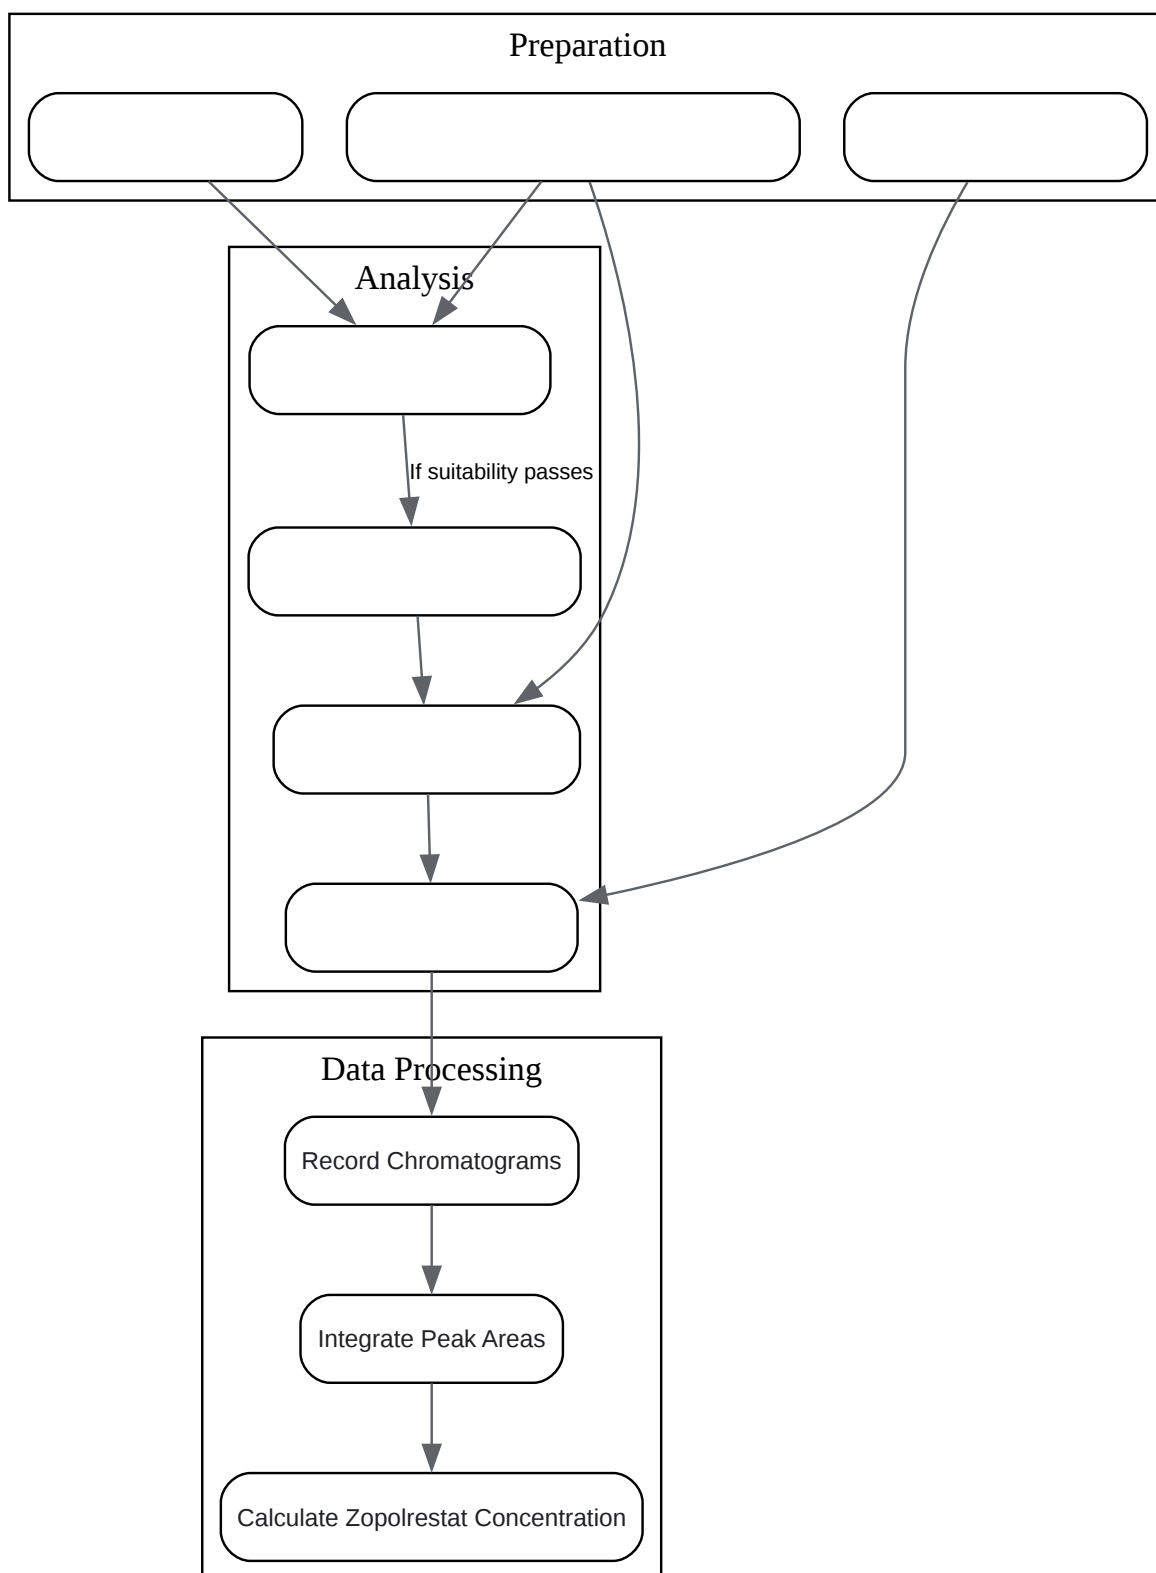 Preparation
Analysis
If suitability passes
Data Processing
Record Chromatograms
Integrate Peak Areas
Calculate Zopolrestat Concentration